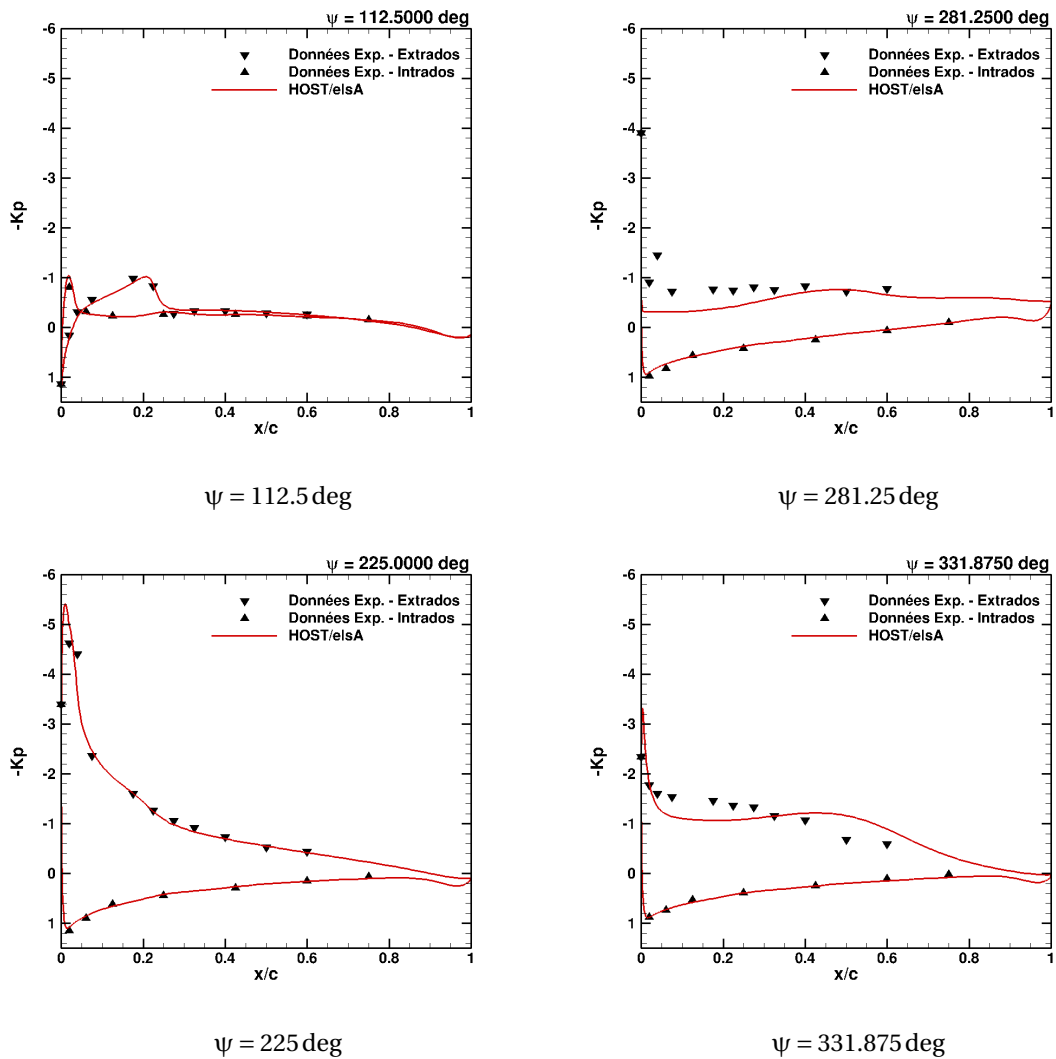 ψ = 112.5000 deg
-6
-5
-4
-3
-2
-1
0
1
-Kp
Données Exp. - Extrados
Données Exp. - Intrados
HOST/elsA
0 0.2 0.4 0.6 0.8 1
x/c
ψ = 112.5 deg
ψ = 281.2500 deg
-6
-5
-4
-3
-2
-1
0
1
-Kp
Données Exp. - Extrados
Données Exp. - Intrados
HOST/elsA
0 0.2 0.4 0.6 0.8 1
x/c
ψ = 281.25 deg
ψ = 225.0000 deg
-6
-5
-4
-3
-2
-1
0
1
-Kp
Données Exp. - Extrados
Données Exp. - Intrados
HOST/elsA
0 0.2 0.4 0.6 0.8 1
x/c
ψ = 225 deg
ψ = 331.8750 deg
-6
-5
-4
-3
-2
-1
0
1
-Kp
Données Exp. - Extrados
Données Exp. - Intrados
HOST/elsA
0 0.2 0.4 0.6 0.8 1
x/c
ψ = 331.875 deg